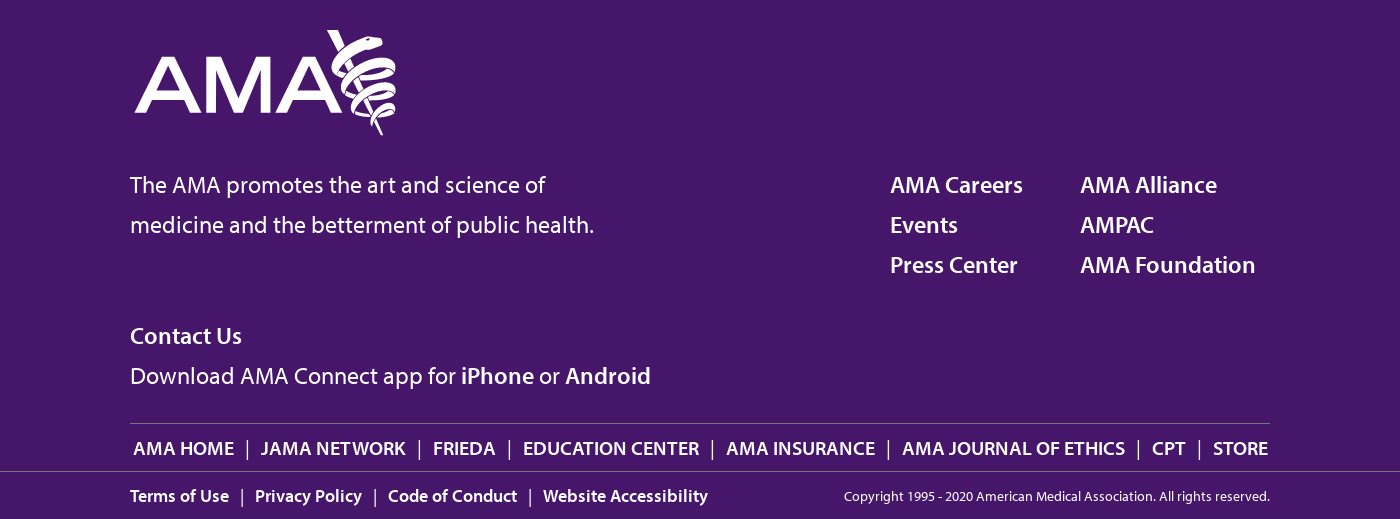 AMA
The AMA promotes the art and science of
medicine and the betterment of public health.
AMA Careers
Events
Press Center
AMA Alliance
AMPAC
AMA Foundation
Contact Us
Download AMA Connect app for iPhone or Android
AMA HOME | JAMA NETWORK | FRIEDA | EDUCATION CENTER | AMA INSURANCE | AMA JOURNAL OF ETHICS | CPT | STORE
Terms of Use | Privacy Policy | Code of Conduct | Website Accessibility
Copyright 1995 - 2020 American Medical Association. All rights reserved.